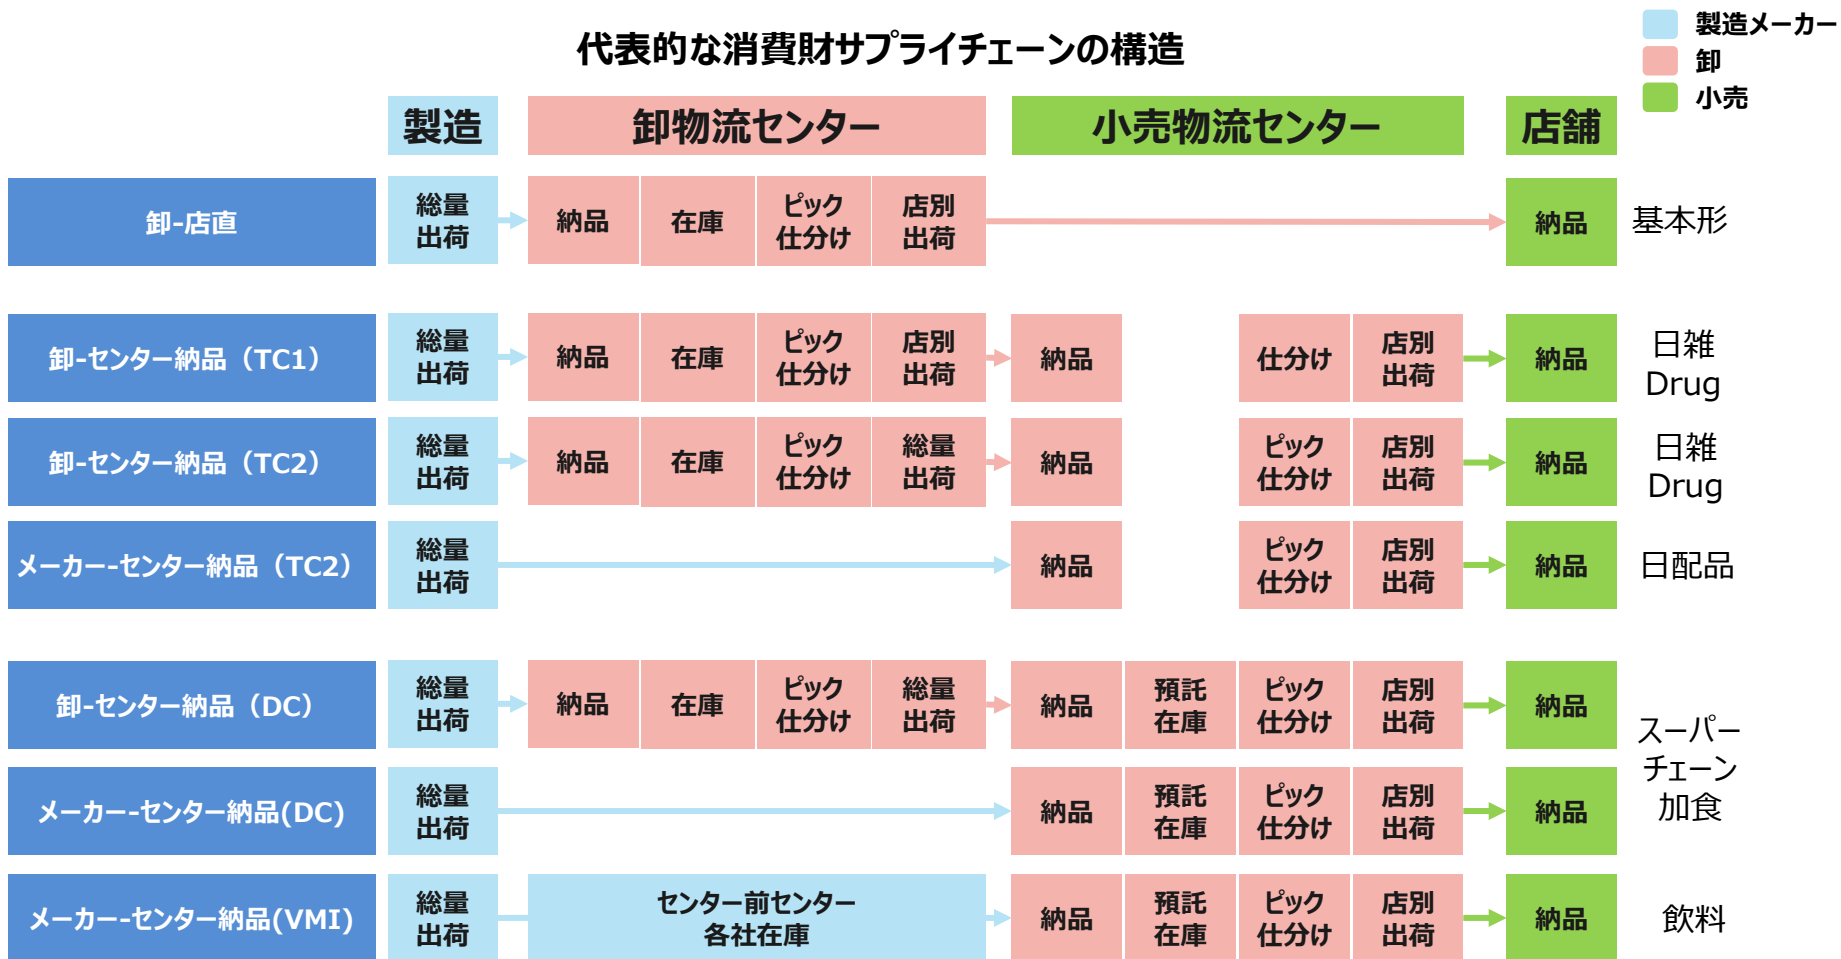 代表的な消費財サプライチェーンの構造
製造メーカー
卸
小売
製造
卸物流センター
小売物流センター
店舗
卸-店直
総量
出荷
納品
在庫
ピック
仕分け
店別
出荷
納品
基本形
卸-センター納品（TC1）
総量
出荷
納品
在庫
ピック
仕分け
店別
出荷
納品
仕分け
店別
出荷
納品
日雑
Drug
卸-センター納品（TC2）
総量
出荷
納品
在庫
ピック
仕分け
総量
出荷
納品
ピック
仕分け
店別
出荷
納品
日雑
Drug
メーカー-センター納品（TC2）
総量
出荷
納品
ピック
仕分け
店別
出荷
納品
日配品
卸-センター納品（DC）
総量
出荷
納品
在庫
ピック
仕分け
総量
出荷
納品
預託
在庫
ピック
仕分け
店別
出荷
納品
スーパー
チェーン
加食
メーカー-センター納品(DC)
総量
出荷
納品
預託
在庫
ピック
仕分け
店別
出荷
納品
メーカー-センター納品(VMI)
総量
出荷
センター前センター
各社在庫
納品
預託
在庫
ピック
仕分け
店別
出荷
納品
飲料